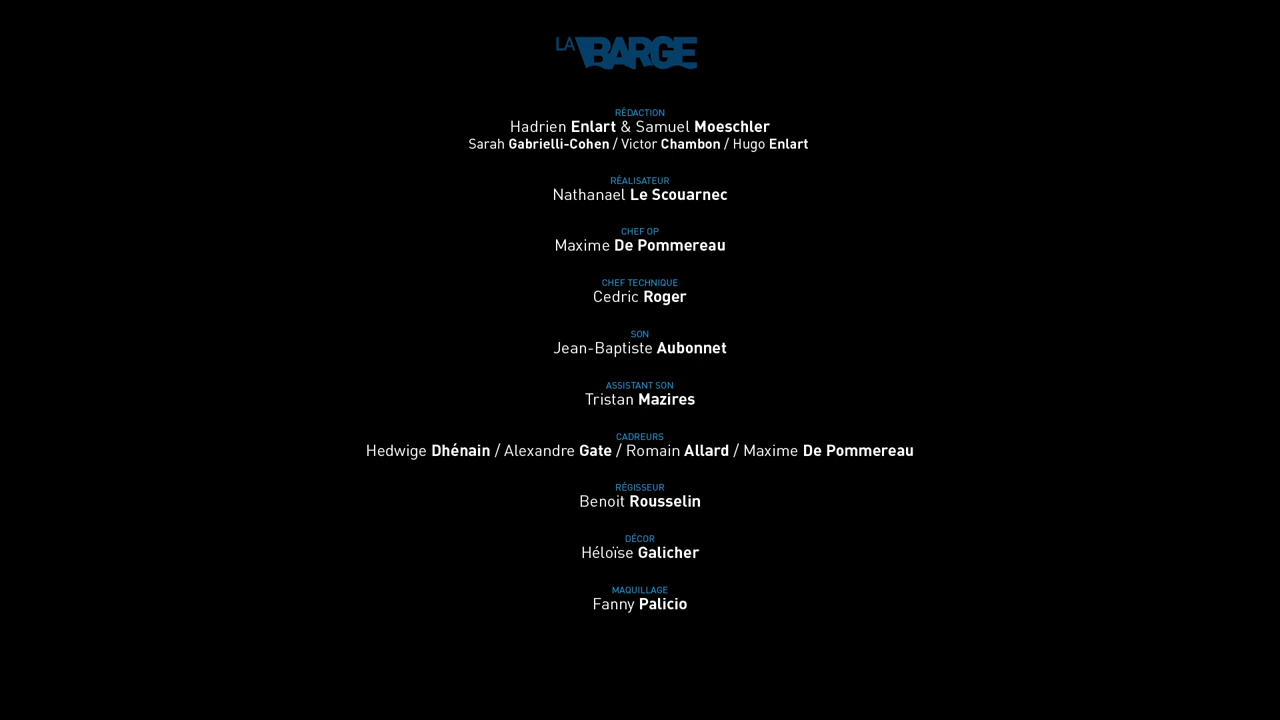 LA BARGE
RÉDACTION
Hadrien Enlart & Samuel Moeschler
Sarah Gabrielli-Cohen / Victor Chambon / Hugo Enlart
RÉALISATEUR
Nathanael Le Scouarnec
CHEF OP
Maxime De Pommereau
CHEF TECHNIQUE
Cedric Roger
SON
Jean-Baptiste Aubonnet
ASSISTANT SON
Tristan Mazires
CADREURS
Hedwige Dhénain / Alexandre Gate / Romain Allard / Maxime De Pommereau
RÉGISSEUR
Benoit Rousselin
DÉCOR
Héloïse Galicher
MAQUILLAGE
Fanny Palicio